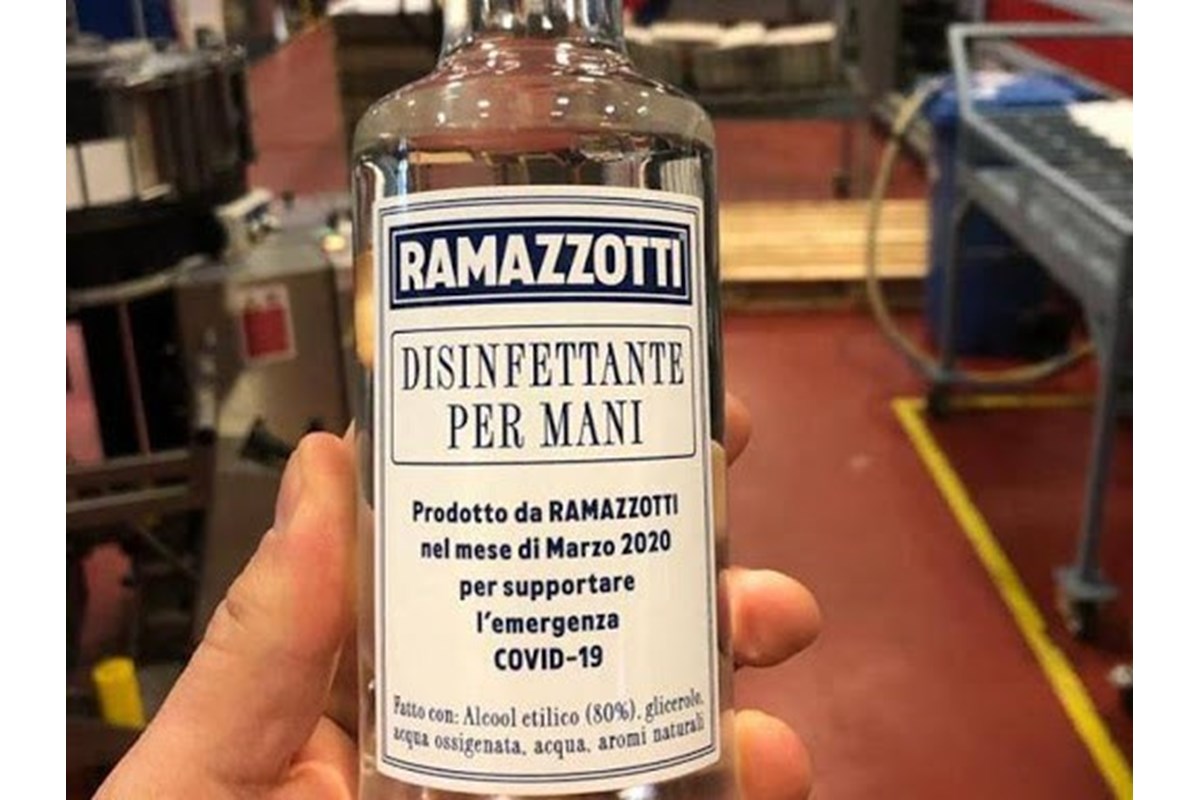 RAMAZZOTTI
DISINFETTANTE
PER MANI
Prodotto da RAMAZZOTTI
nel mese di Marzo 2020
per supportare
l'emergenza
COVID-19
Fatto con: Alcool etilico (80%), glicerolo,
acqua ossigenata, acqua, aromi naturali